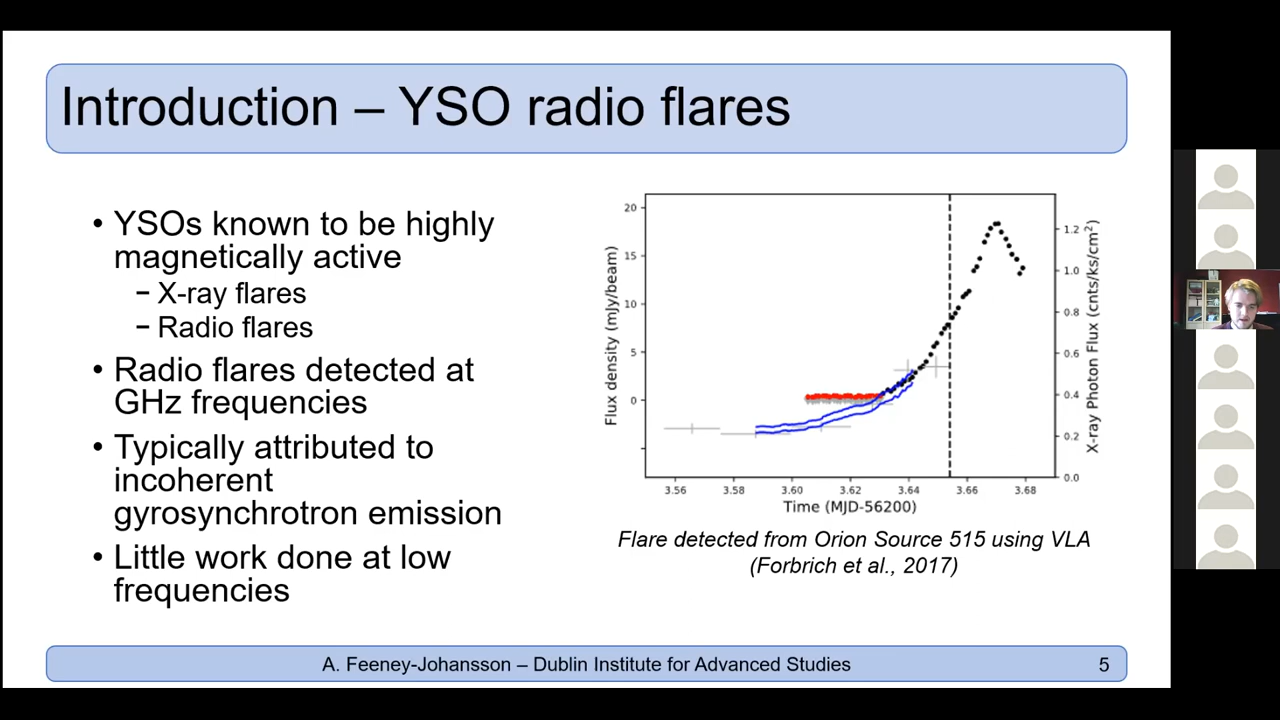 Introduction – YSO radio flares
• YSOs known to be highly
magnetically active
– X-ray flares
– Radio flares
• Radio flares detected at
GHz frequencies
• Typically attributed to
incoherent
gyrosynchrotron emission
• Little work done at low
frequencies
Flux density (mJy/beam)
20
15
10
5
0
X-ray Photon Flux (cnts/ks/cm²)
1.2
1.0
0.8
0.6
0.4
0.2
0.0
3.56 3.58 3.60 3.62 3.64 3.66 3.68
Time (MJD-56200)
Flare detected from Orion Source 515 using VLA
(Forbrich et al., 2017)
A. Feeney-Johansson – Dublin Institute for Advanced Studies 5